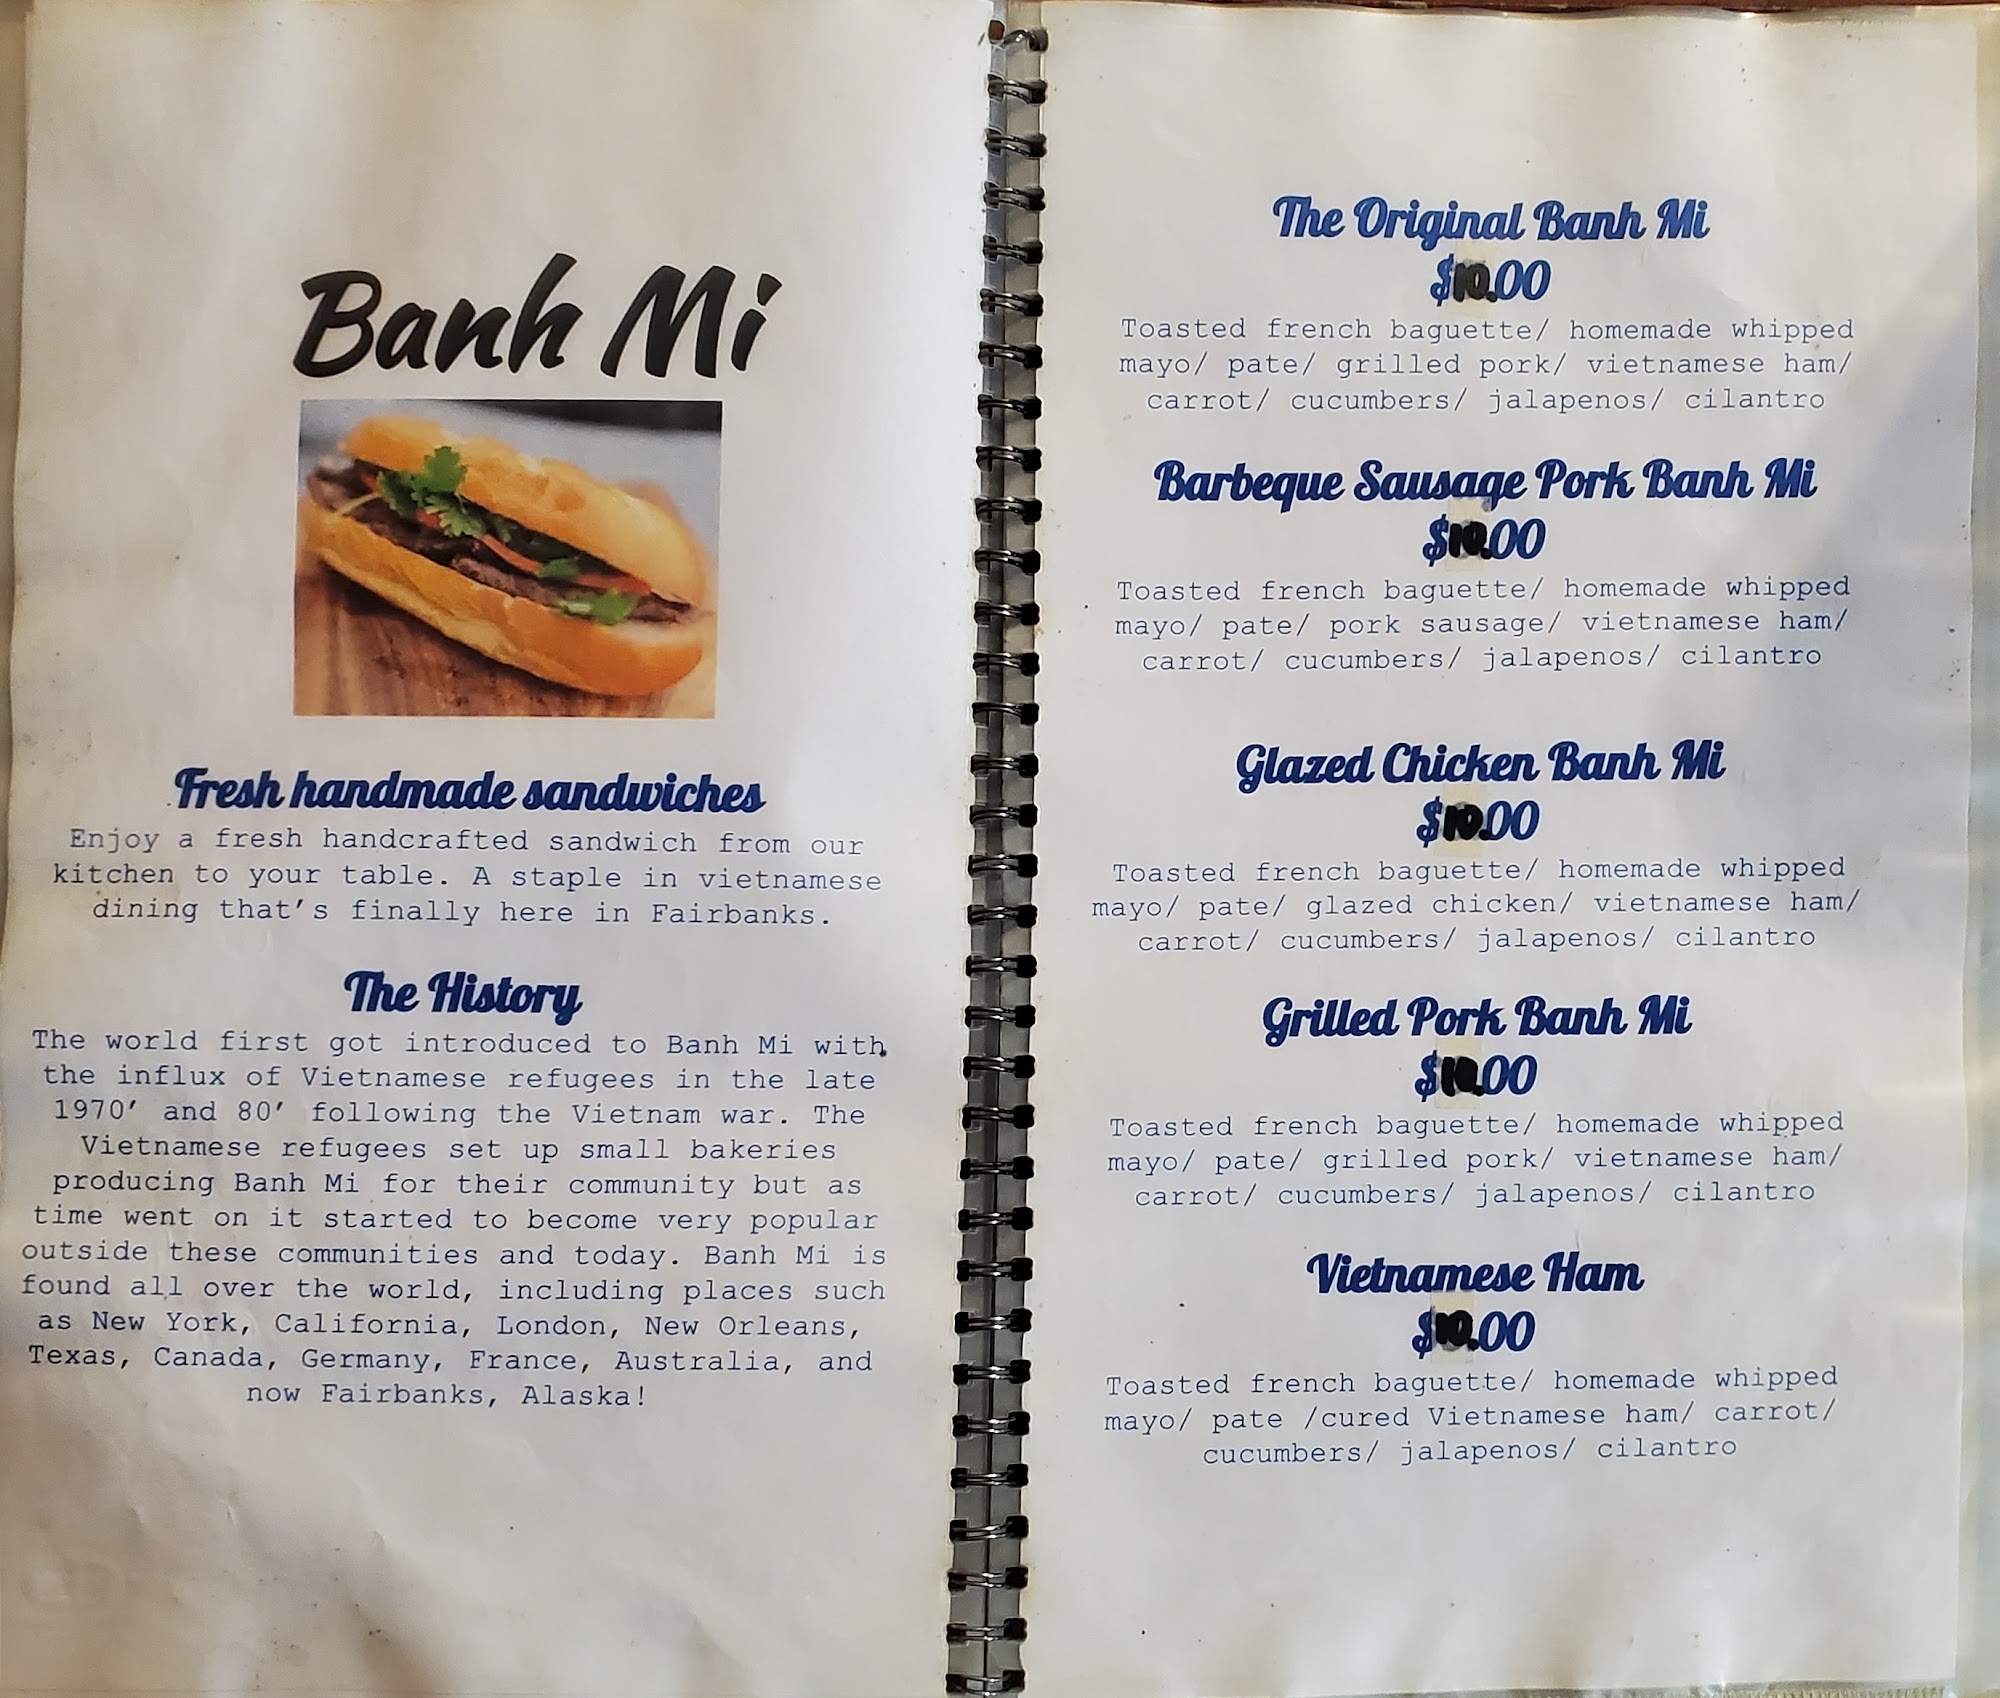 Banh Mi
Fresh handmade sandwiches
Enjoy a fresh handcrafted sandwich from our
kitchen to your table. A staple in vietnamese
dining that's finally here in Fairbanks.
The History
The world first got introduced to Banh Mi with
the influx of Vietnamese refugees in the late
1970' and 80' following the Vietnam war. The
Vietnamese refugees set up small bakeries
producing Banh Mi for their community but as
time went on it started to become very popular
outside these communities and today. Banh Mi is
found all over the world, including places such
as New York, California, London, New Orleans,
Texas, Canada, Germany, France, Australia, and
now Fairbanks, Alaska!
The Original Banh Mi
$10.00
Toasted french baguette/ homemade whipped
mayo/ pate/ grilled pork/ vietnamese ham/
carrot/ cucumbers/ jalapenos/ cilantro
Barbeque Sausage Pork Banh Mi
$10.00
Toasted french baguette/ homemade whipped
mayo/ pate/ pork sausage/ vietnamese ham/
carrot/ cucumbers/ jalapenos/ cilantro
Glazed Chicken Banh Mi
$10.00
Toasted french baguette/ homemade whipped
mayo/ pate/ glazed chicken/ vietnamese ham/
carrot/ cucumbers/ jalapenos/ cilantro
Grilled Pork Banh Mi
$10.00
Toasted french baguette/ homemade whipped
mayo/ pate/ grilled pork/ vietnamese ham/
carrot/ cucumbers/ jalapenos/ cilantro
Vietnamese Ham
$10.00
Toasted french baguette/ homemade whipped
mayo/ pate /cured Vietnamese ham/ carrot/
cucumbers/ jalapenos/ cilantro